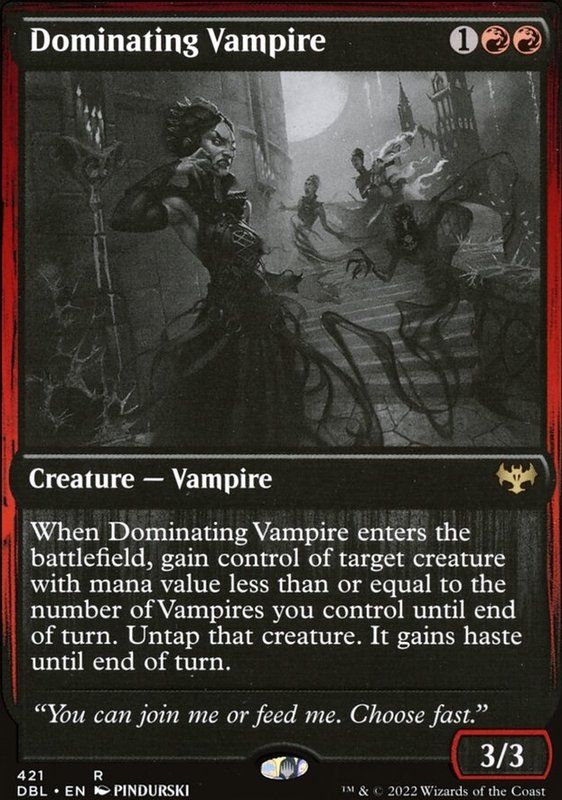 Dominating Vampire 1
Creature — Vampire
When Dominating Vampire enters the
battlefield, gain control of target creature
with mana value less than or equal to the
number of Vampires you control until end
of turn. Untap that creature. It gains haste
until end of turn.
“You can join me or feed me. Choose fast.”
3/3
421 R
DBL • EN PINDURSKI
™ & © 2022 Wizards of the Coast